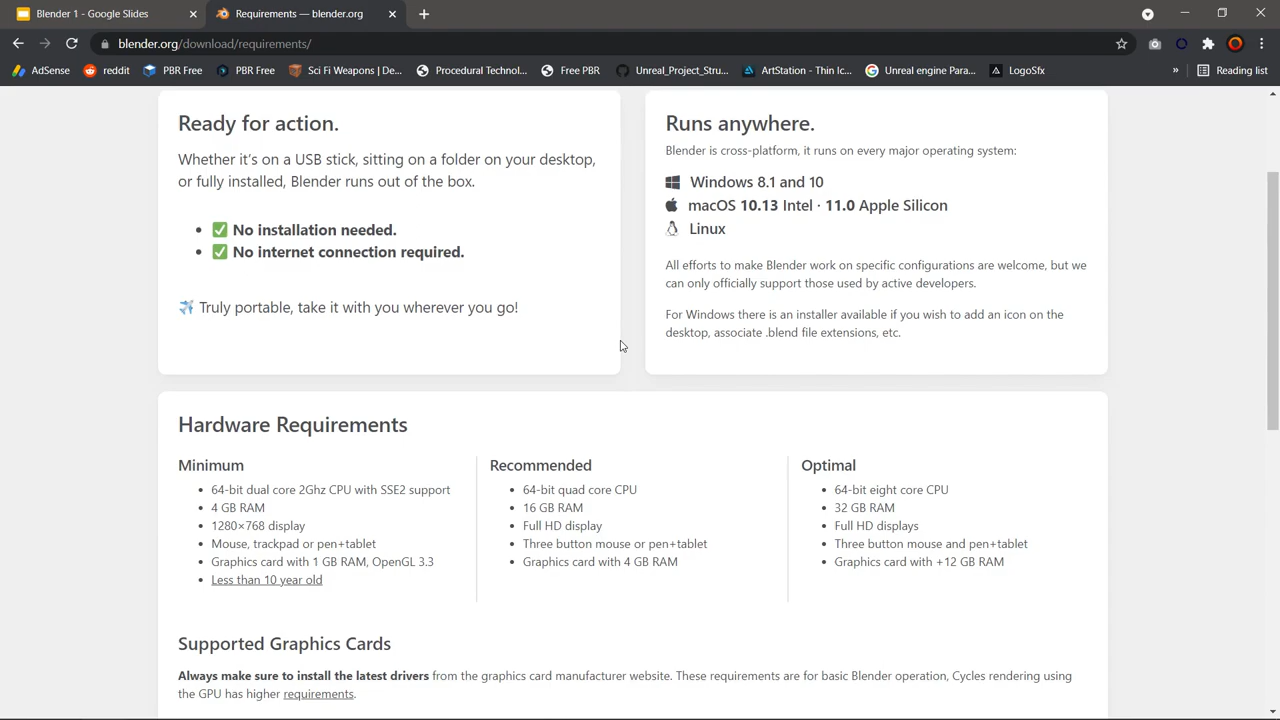 Blender 1 - Google Slides
Requirements — blender.org
blender.org/download/requirements/
AdSense
reddit
PBR Free
PBR Free
Sci Fi Weapons | De...
Procedural Technol...
Free PBR
Unreal_Project_Stru...
ArtStation - Thin Ic...
Unreal engine Para...
LogoSfx
»
Reading list
Ready for action.
Whether it's on a USB stick, sitting on a folder on your desktop,
or fully installed, Blender runs out of the box.
• ✅ No installation needed.
• ✅ No internet connection required.
✈️ Truly portable, take it with you wherever you go!
Runs anywhere.
Blender is cross-platform, it runs on every major operating system:
Windows 8.1 and 10
macOS 10.13 Intel · 11.0 Apple Silicon
Linux
All efforts to make Blender work on specific configurations are welcome, but we
can only officially support those used by active developers.
For Windows there is an installer available if you wish to add an icon on the
desktop, associate .blend file extensions, etc.
Hardware Requirements
Minimum
• 64-bit dual core 2Ghz CPU with SSE2 support
• 4 GB RAM
• 1280×768 display
• Mouse, trackpad or pen+tablet
• Graphics card with 1 GB RAM, OpenGL 3.3
• Less than 10 year old
Recommended
• 64-bit quad core CPU
• 16 GB RAM
• Full HD display
• Three button mouse or pen+tablet
• Graphics card with 4 GB RAM
Optimal
• 64-bit eight core CPU
• 32 GB RAM
• Full HD displays
• Three button mouse and pen+tablet
• Graphics card with +12 GB RAM
Supported Graphics Cards
Always make sure to install the latest drivers from the graphics card manufacturer website. These requirements are for basic Blender operation, Cycles rendering using
the GPU has higher requirements.